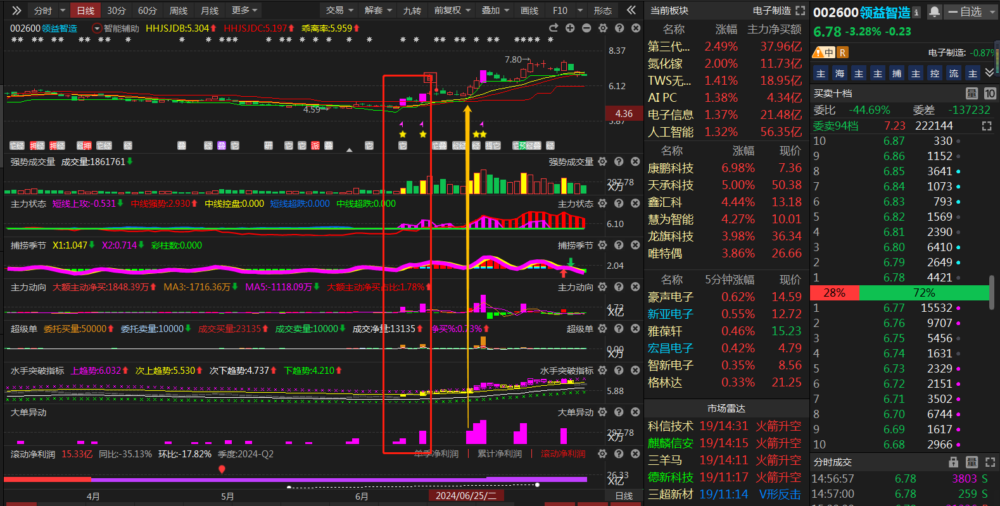 分时 日线 30分 60分 周线 月线 更多 交易 解套 九转 前复权 叠加 画线 F10 形态
002600领益智造 智能辅助 HHJSJDB:5.304 HHJSJDC:5.197 乖离率:5.959
8.37
7.80
6.12
4.59
4.36
强势成交量 成交量:1861761 强势成交量
297.78
X万
主力状态 短线上攻:-0.531 中线强势:2.930 中线控盘:0.000 短线超跌:0.000 中线超跌:0.000 主力状态
6.10
捕捞季节 X1:1.047 X2:0.714 彩柱数:0.000 捕捞季节
2.04
主力动向 大额主动净买:1848.39万 MA3:-1716.36万 MA5:-1118.09万 大额主动净买占比:1.78% 主力动向
4.72
X亿
超级单 委托买量:50000 委托卖量:10000 成交买量:23135 成交卖量:10000 成交净量:13135 净买%:0.73% 超级单
0.00
X万
水手突破指标 上趋势:6.032 次上趋势:5.530 次下趋势:4.737 下趋势:4.210 水手突破指标
5.88
大单异动 大单异动
297.78
X万
滚动净利润 15.33亿 同比:-35.13% 环比:-17.82% 季度:2024-Q2 单季净利润 累计净利润 滚动净利润
26.33
X亿
4月 5月 6月 2024/06/25/二 日线
当前板块 电子制造
名称 涨幅 主力净买额
第三代... 2.49% 37.96亿
氮化镓 2.00% 11.73亿
TWS无... 1.41% 18.95亿
AI PC 1.38% 4.34亿
电子信息 1.37% 21.48亿
人工智能 1.32% 56.35亿
名称 涨幅 现价
康鹏科技 6.98% 7.36
天承科技 5.00% 50.38
鑫汇科 4.44% 13.18
慧为智能 4.27% 10.01
龙旗科技 3.98% 36.34
唯特偶 3.86% 26.66
名称 5分钟涨幅 现价
豪声电子 0.62% 14.59
新亚电子 0.55% 12.72
雅葆轩 0.46% 15.23
宏昌电子 0.42% 4.79
智新电子 0.35% 8.56
格林达 0.33% 21.25
市场雷达
科信技术 19/14:31 火箭升空
麒麟信安 19/14:15 火箭升空
三羊马 19/14:11 火箭升空
德新科技 19/11:17 火箭升空
三超新材 19/11:14 V形反击
002600领益智造 自选
6.78 -3.28% -0.23
中 R 电子制造: -0.87%
主 海 主 主 捕 主 控 流 主
买卖十档 量 10
委比 -44.69% 委差 -137232
委卖94档 7.23 222144
10 6.87 330
9 6.86 1152
8 6.85 3641
7 6.84 1073
6 6.83 793
5 6.82 1569
4 6.81 2390
3 6.80 6410
2 6.79 2649
1 6.78 4421
28% 72%
1 6.77 15532
2 6.76 9707
3 6.75 5456
4 6.74 1631
5 6.73 2329
6 6.72 2151
7 6.71 3502
8 6.70 6744
9 6.69 1617
10 6.68 2966
分时成交 量
14:56:57 6.78 3803 S
14:57:00 6.78 259 S